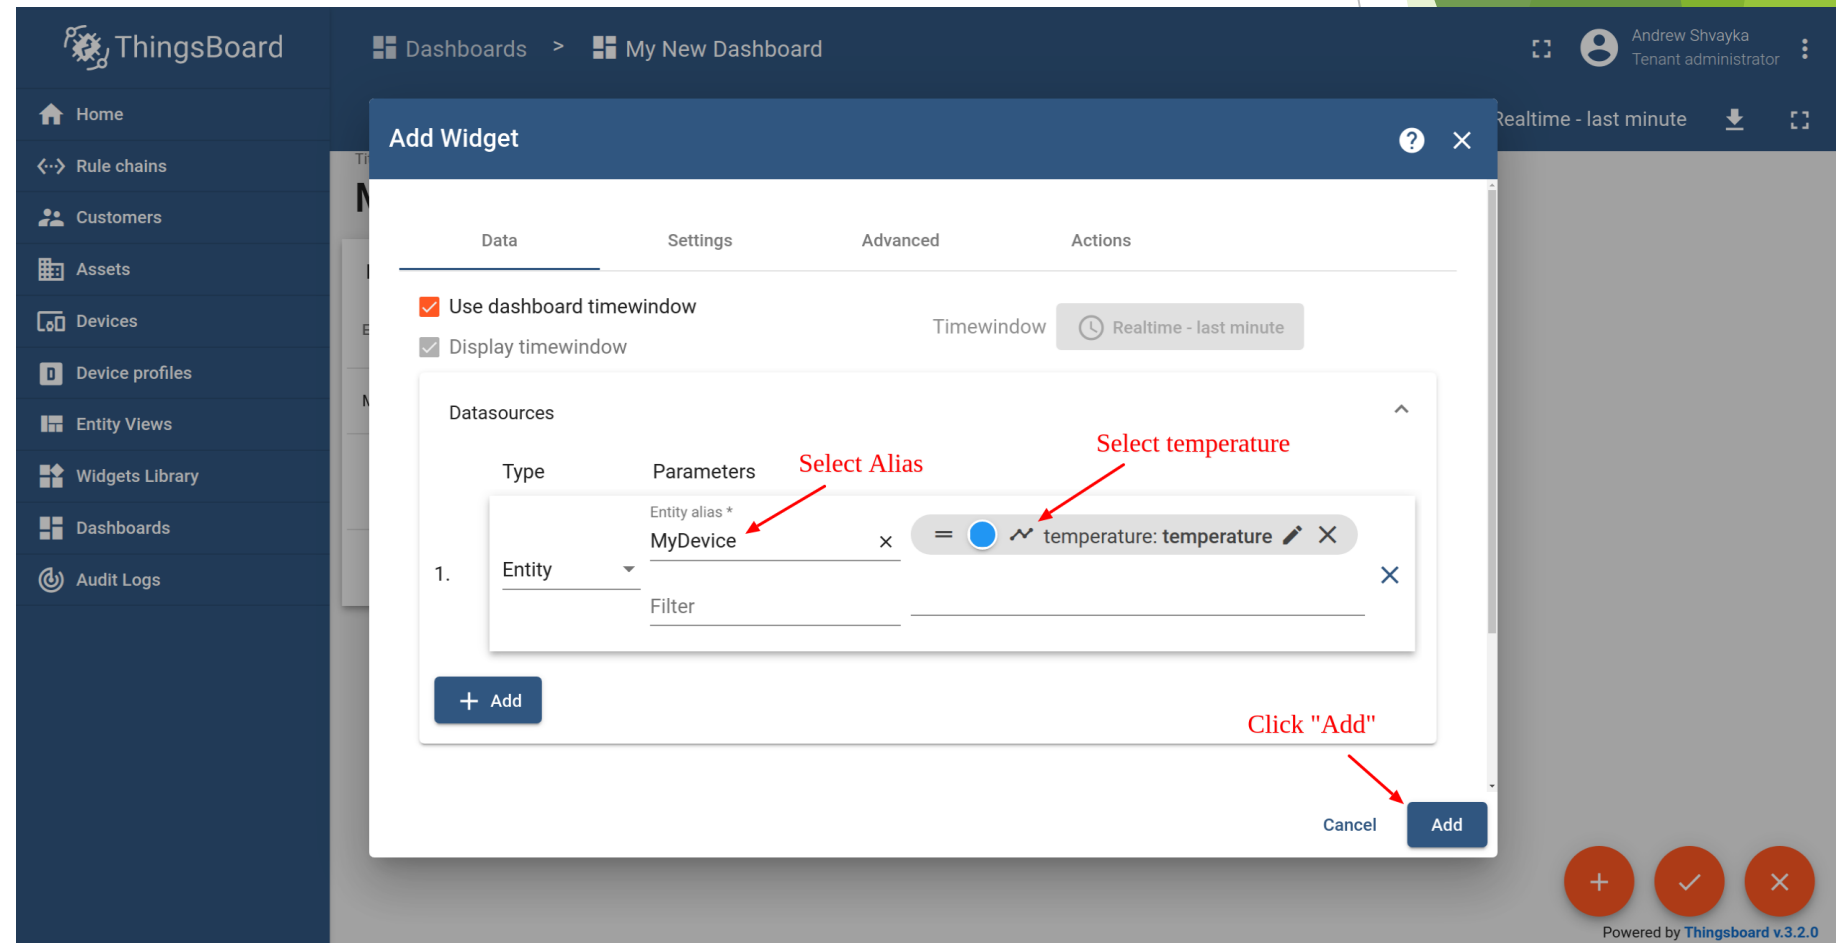 ThingsBoard
Dashboards > My New Dashboard
Andrew Shvayka
Tenant administrator
Home
Rule chains
Customers
Assets
Devices
Device profiles
Entity Views
Widgets Library
Dashboards
Audit Logs
Realtime - last minute
Add Widget
Data Settings Advanced Actions
Use dashboard timewindow
Display timewindow
Timewindow Realtime - last minute
Datasources
Select temperature
Type Parameters Select Alias
Entity alias *
MyDevice
temperature: temperature
1. Entity
Filter
Add
Click "Add"
Cancel Add
Powered by Thingsboard v.3.2.0